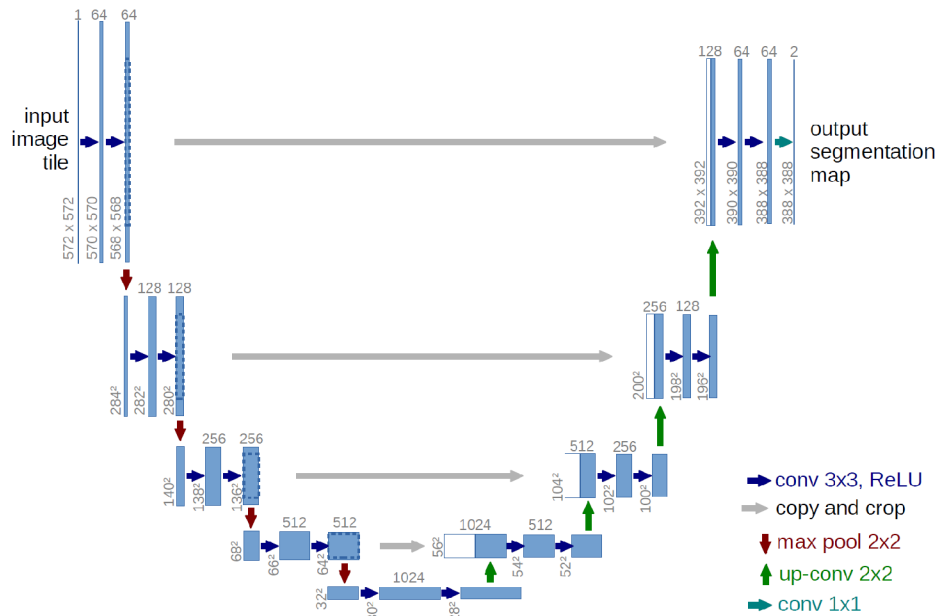 1 64 64
128 64 64 2
input
image
tile
output
segmentation
map
572 x 572
570 x 570
568 x 568
392 x 392
390 x 390
388 x 388
388 x 388
128 128
256 128
284²
282²
280²
200²
198²
196²
256 256
512 256
140²
138²
136²
104²
102²
100²
conv 3x3, ReLU
copy and crop
max pool 2x2
up-conv 2x2
conv 1x1
512 512
1024 512
68²
66²
64²
56²
54²
52²
1024
32²